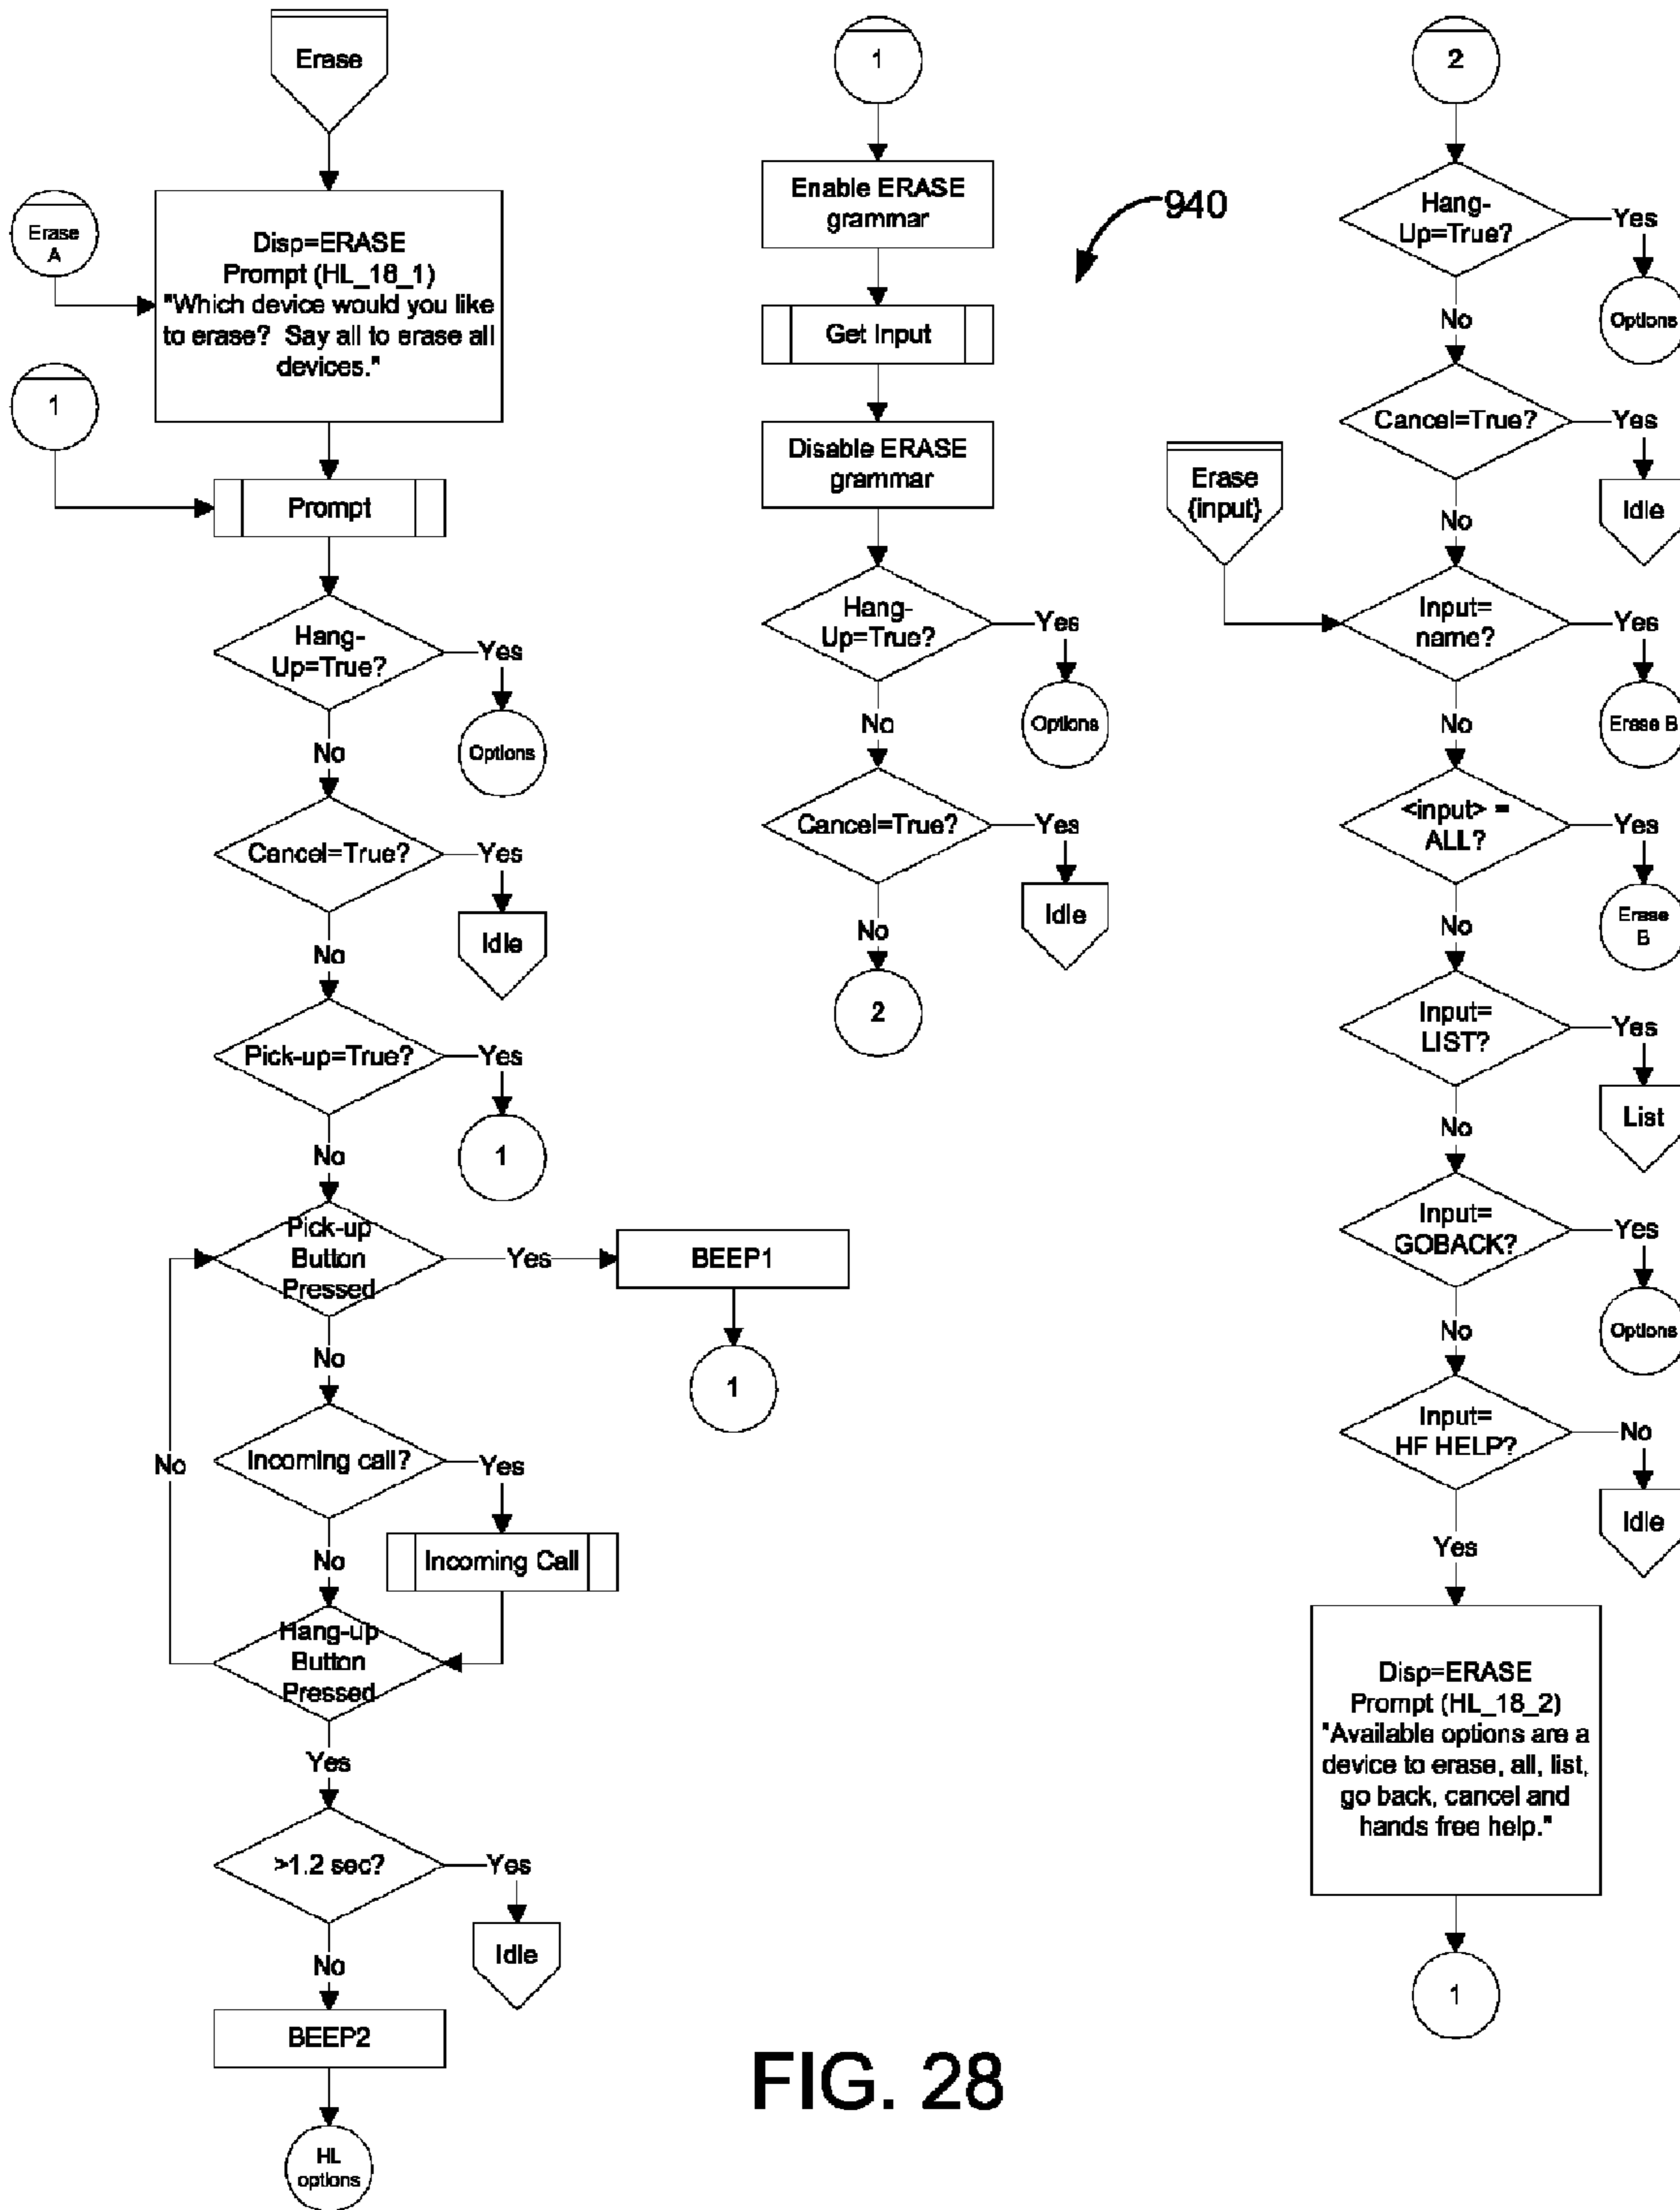 Erase
Erase
A
Disp=ERASE
Prompt (HL_18_1)
"Which device would you like
to erase? Say all to erase all
devices."
1
Prompt
Hang-
Up=True?
Yes
Options
No
Cancel=True?
Yes
Idle
No
Pick-up=True?
Yes
1
No
Pick-up
Button
Pressed
Yes
BEEP1
1
No
Incoming call?
Yes
Incoming Call
No
Hang-up
Button
Pressed
No
Yes
>1.2 sec?
Yes
Idle
No
BEEP2
HL
options
1
Enable ERASE
grammar
940
Get Input
Disable ERASE
grammar
Hang-
Up=True?
Yes
Options
No
Cancel=True?
Yes
Idle
No
2
2
Hang-
Up=True?
Yes
Options
No
Cancel=True?
Yes
Idle
No
Erase
{input}
Input=
name?
Yes
Erase B
No
<input> =
ALL?
Yes
Erase
B
No
Input=
LIST?
Yes
List
No
Input=
GOBACK?
Yes
Options
No
Input=
HF HELP?
No
Idle
Yes
Disp=ERASE
Prompt (HL_18_2)
"Available options are a
device to erase, all, list,
go back, cancel and
hands free help."
1
FIG. 28